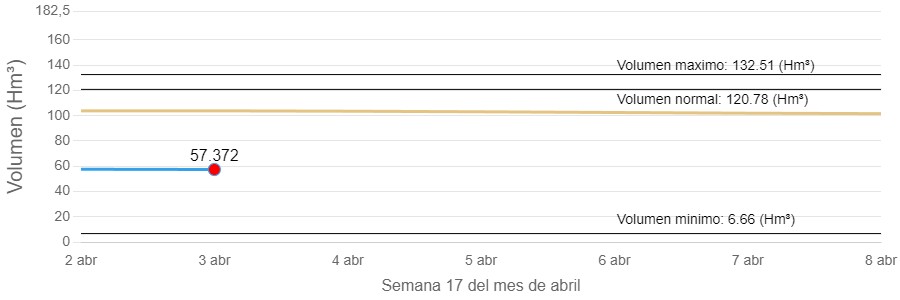 182,5
160
140
120
100
80
60
40
20
0
Volumen (Hm³)
Volumen maximo: 132.51 (Hm³)
Volumen normal: 120.78 (Hm³)
57.372
Volumen minimo: 6.66 (Hm³)
2 abr 3 abr 4 abr 5 abr 6 abr 7 abr 8 abr
Semana 17 del mes de abril